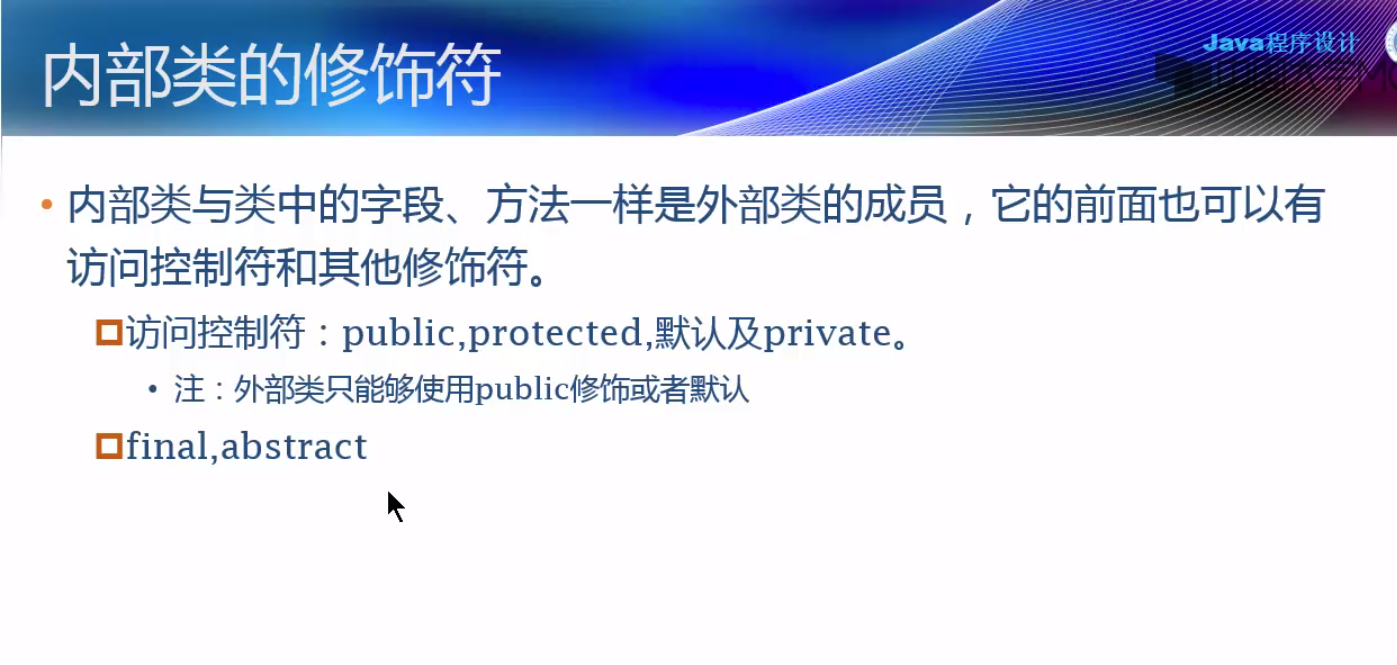 内部类的修饰符
Java程序设计
内部类与类中的字段、方法一样是外部类的成员，它的前面也可以有
访问控制符和其他修饰符。
访问控制符：public,protected,默认及private。
注：外部类只能够使用public修饰或者默认
final,abstract